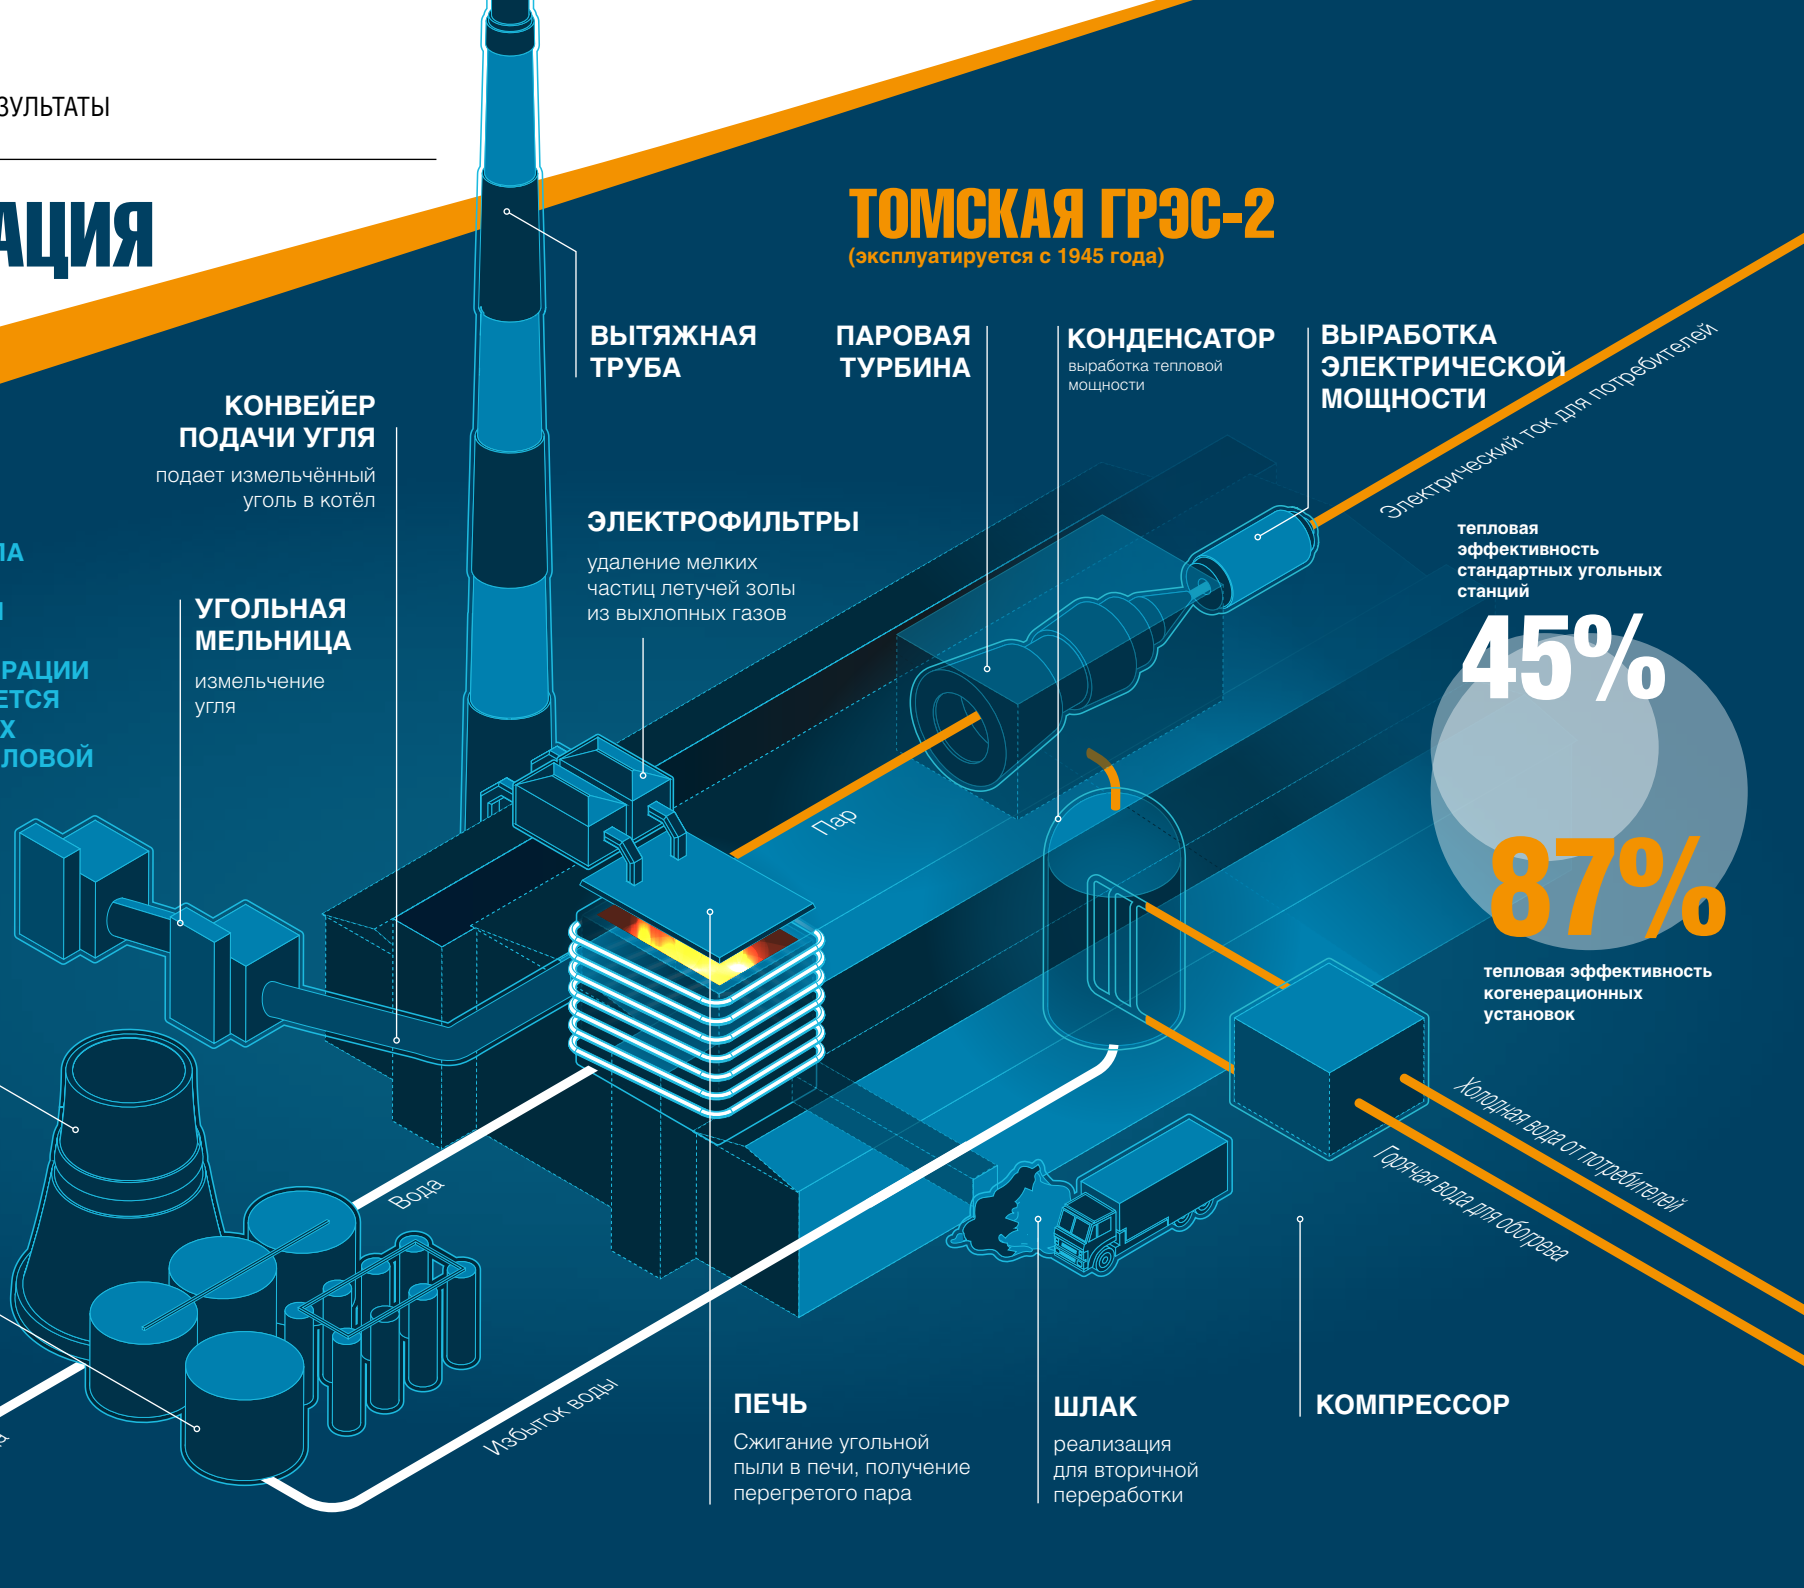 ЗУЛЬТАТЫ
АЦИЯ
ТОМСКАЯ ГРЭС-2
(эксплуатируется с 1945 года)
ВЫТЯЖНАЯ
ТРУБА
ПАРОВАЯ
ТУРБИНА
КОНДЕНСАТОР
выработка тепловой
мощности
ВЫРАБОТКА
ЭЛЕКТРИЧЕСКОЙ
МОЩНОСТИ
Электрический ток для потребителей
КОНВЕЙЕР
ПОДАЧИ УГЛЯ
подает измельчённый
уголь в котёл
ЭЛЕКТРОФИЛЬТРЫ
удаление мелких
частиц летучей золы
из выхлопных газов
тепловая
эффективность
стандартных угольных
станций
45%
87%
тепловая эффективность
когенерационных
установок
УГОЛЬНАЯ
МЕЛЬНИЦА
измельчение
угля
РАЦИИ
ЕТСЯ
Х
ЛОВОЙ
Пар
Вода
Избыток воды
Холодная вода от потребителей
Горячая вода для обогрева
ПЕЧЬ
Сжигание угольной
пыли в печи, получение
перегретого пара
ШЛАК
реализация
для вторичной
переработки
КОМПРЕССОР